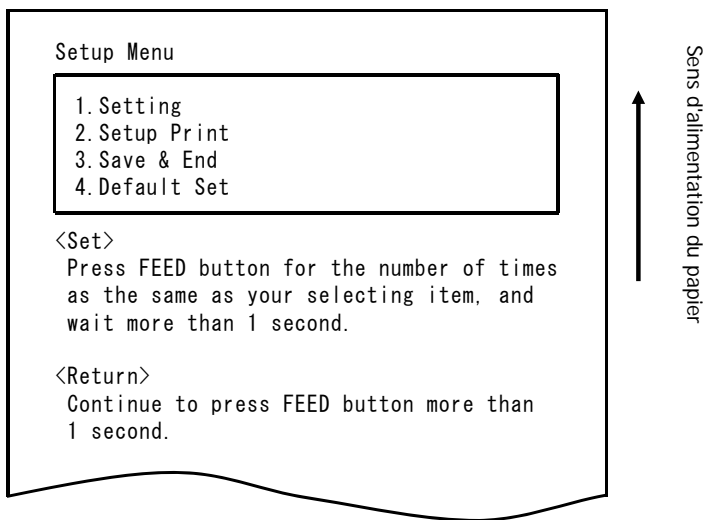 Setup Menu
1.Setting
2.Setup Print
3.Save & End
4.Default Set
<Set>
Press FEED button for the number of times
as the same as your selecting item, and
wait more than 1 second.
<Return>
Continue to press FEED button more than
1 second.
Sens d'alimentation du papier